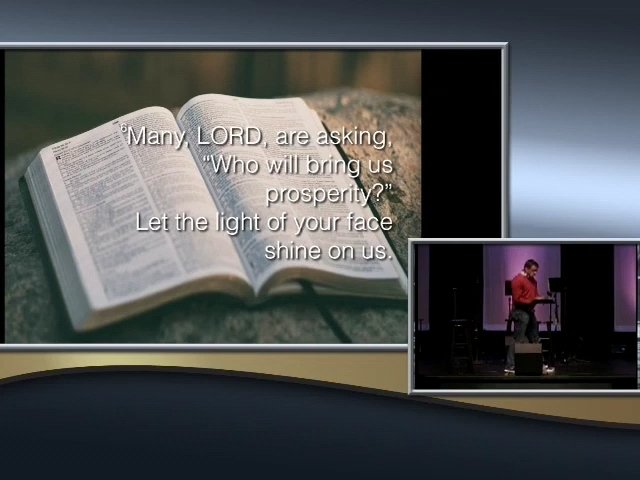 ⁶Many, LORD, are asking,
“Who will bring us
prosperity?”
Let the light of your face
shine on us.